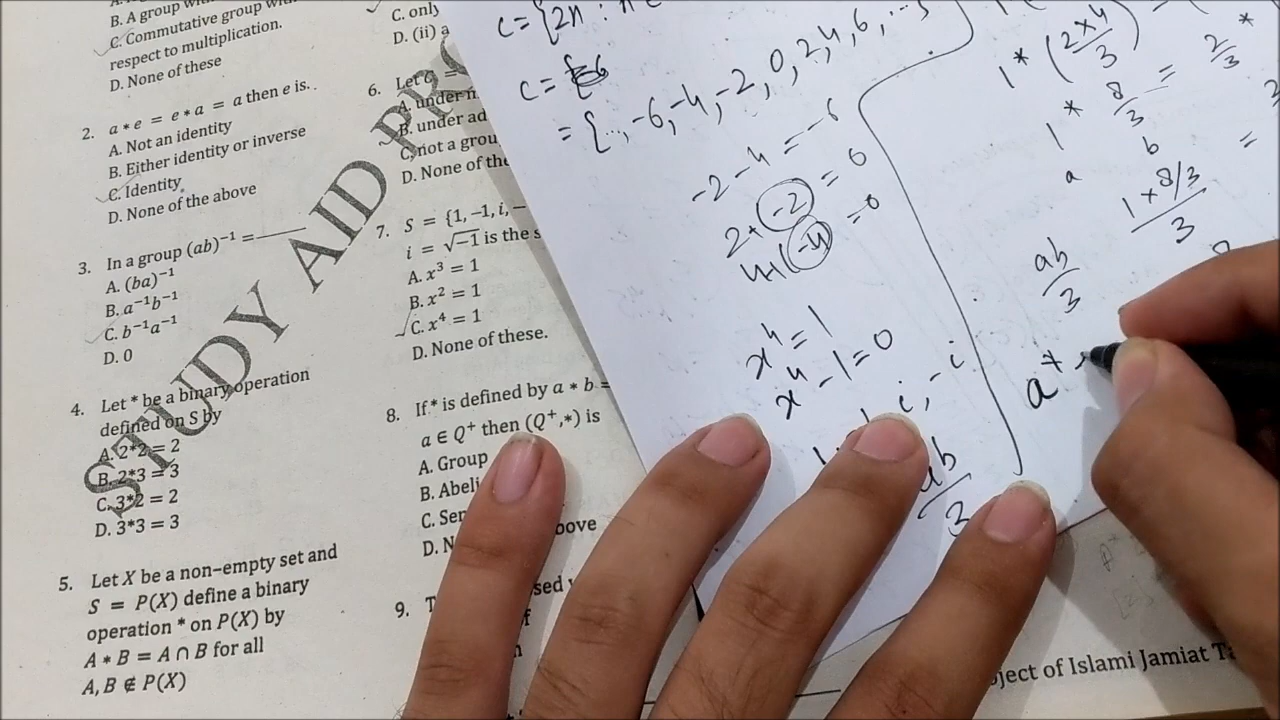 B. A group
C. Commutative group with
respect to multiplication.
D. None of these
2. a * e = e * a = a then e is. .
A. Not an identity
B. Either identity or inverse
C. Identity
D. None of the above
3. In a group (ab)⁻¹ = ______
A. (ba)⁻¹
B. a⁻¹b⁻¹
C. b⁻¹a⁻¹
D. 0
4. Let * be a binary operation
defined on S by
A. 2*2 = 2
B. 2*3 = 3
C. 3*2 = 2
D. 3*3 = 3
5. Let X be a non-empty set and
S = P(X) define a binary
operation * on P(X) by
A * B = A ∩ B for all
A, B ∉ P(X)
STUDY AID
C. only
D. (ii) a
6. Let
A. under
B. under ad
C. not a grou
D. None of the
7. S = {1, −1, i, −
i = √−1 is the s
A. x³ = 1
B. x² = 1
C. x⁴ = 1
D. None of these.
8. If * is defined by a * b =
a ∈ Q⁺ then (Q⁺,*) is
A. Group
B. Abeli
C. Se
D. N
ove
9. T
sed
ject of Islami Jamiat
C = {2n :
C =
= {.., -6, -4, -2, 0, 2, 4, 6, ...}
-2 - 4 = -6
-2
= 6
-4
= 0
x⁴ = 1
x⁴ - 1 = 0
i, -i
ab/3
1 * (2×4/3)
1 * 8/3 =
2/3 *
a b
1×8/3
3
=
ab/3
a *